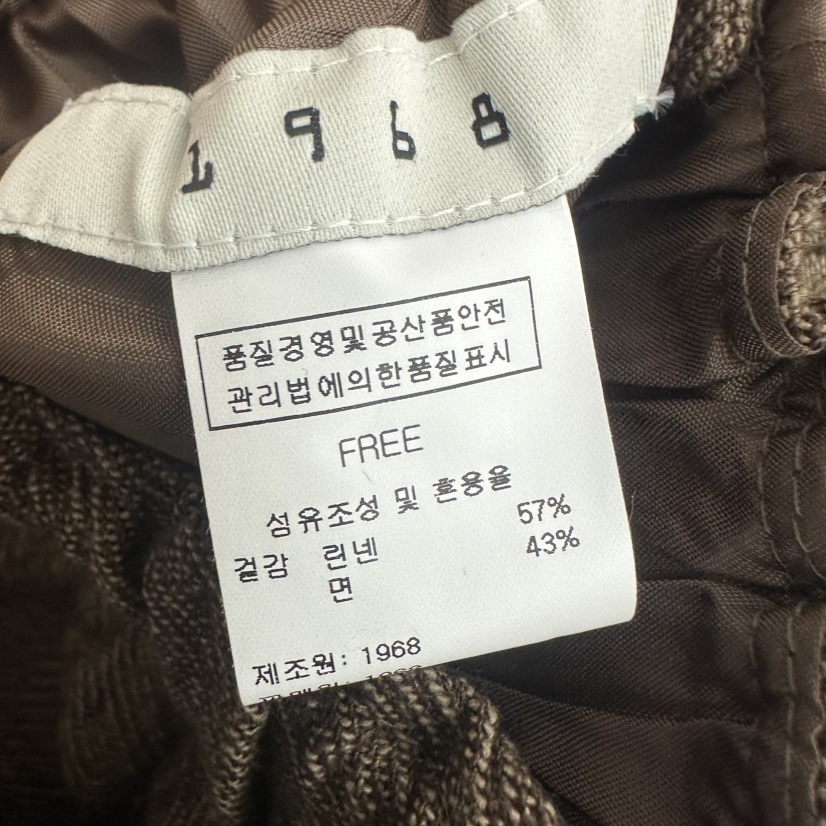 1968
품질경영및공산품안전
관리법에의한품질표시
FREE
섬유조성 및 혼용율
겉감 린넨 57%
면 43%
제조원: 1968